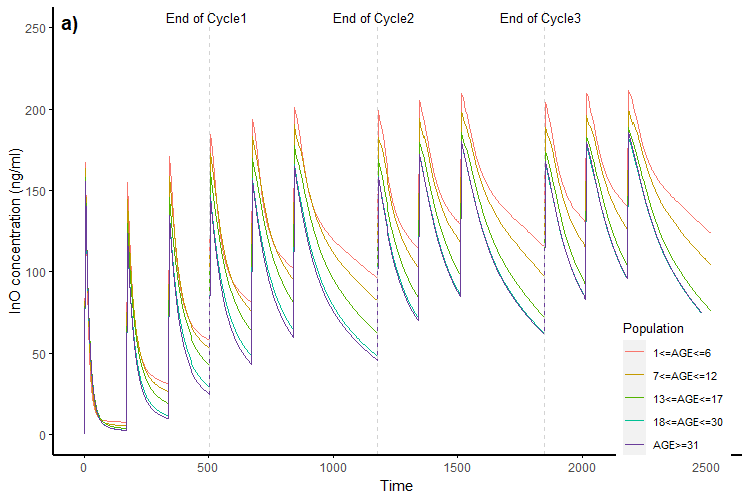 a)
End of Cycle1
End of Cycle2
End of Cycle3
InO concentration (ng/ml)
250
200
150
100
50
0
0
500
1000
1500
2000
2500
Time
Population
1<=AGE<=6
7<=AGE<=12
13<=AGE<=17
18<=AGE<=30
AGE>=31